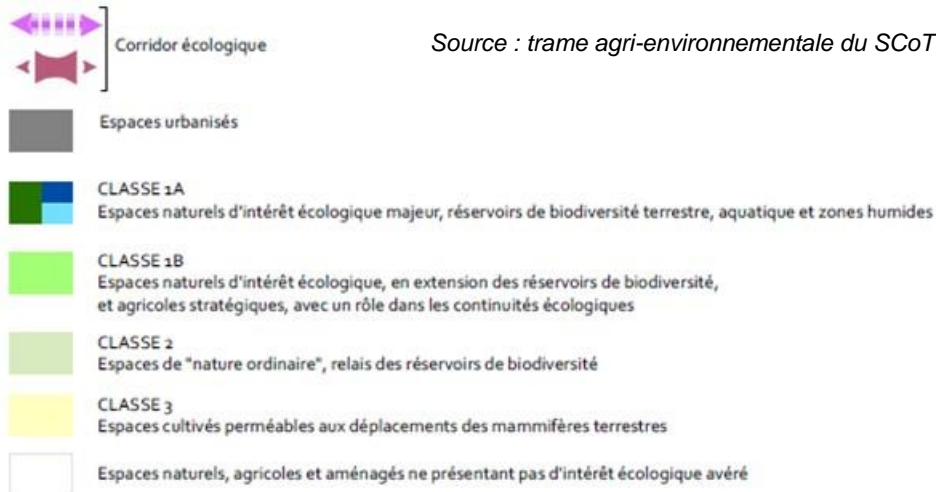 Corridor écologique
Source : trame agri-environnementale du SCoT
Espaces urbanisés
CLASSE 1A
Espaces naturels d'intérêt écologique majeur, réservoirs de biodiversité terrestre, aquatique et zones humides
CLASSE 1B
Espaces naturels d'intérêt écologique, en extension des réservoirs de biodiversité,
et agricoles stratégiques, avec un rôle dans les continuités écologiques
CLASSE 2
Espaces de "nature ordinaire", relais des réservoirs de biodiversité
CLASSE 3
Espaces cultivés perméables aux déplacements des mammifères terrestres
Espaces naturels, agricoles et aménagés ne présentant pas d'intérêt écologique avéré